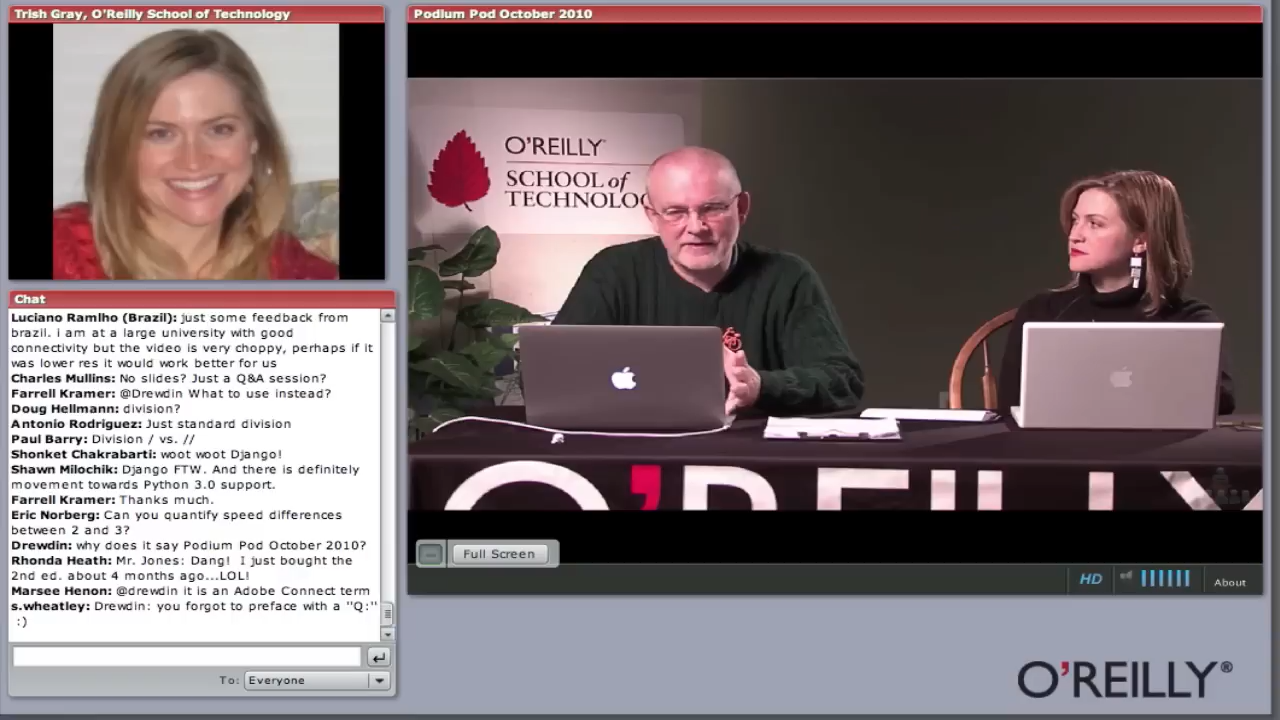 Trish Gray, O'Reilly School of Technology
Podium Pod October 2010
O'REILLY
SCHOOL of
TECHNOLOG
O'REILLY
Chat
Luciano Ramlho (Brazil): just some feedback from
brazil. i am at a large university with good
connectivity but the video is very choppy, perhaps if it
was lower res it would work better for us
Charles Mullins: No slides? Just a Q&A session?
Farrell Kramer: @Drewdin What to use instead?
Doug Hellmann: division?
Antonio Rodriguez: Just standard division
Paul Barry: Division / vs. //
Shonket Chakrabarti: woot woot Django!
Shawn Milochik: Django FTW. And there is definitely
movement towards Python 3.0 support.
Farrell Kramer: Thanks much.
Eric Norberg: Can you quantify speed differences
between 2 and 3?
Drewdin: why does it say Podium Pod October 2010?
Rhonda Heath: Mr. Jones: Dang! I just bought the
2nd ed. about 4 months ago...LOL!
Marsee Henon: @drewdin it is an Adobe Connect term
s.wheatley: Drewdin: you forgot to preface with a "Q:"
:)
To: Everyone
Full Screen
HD
About
O'REILLY®